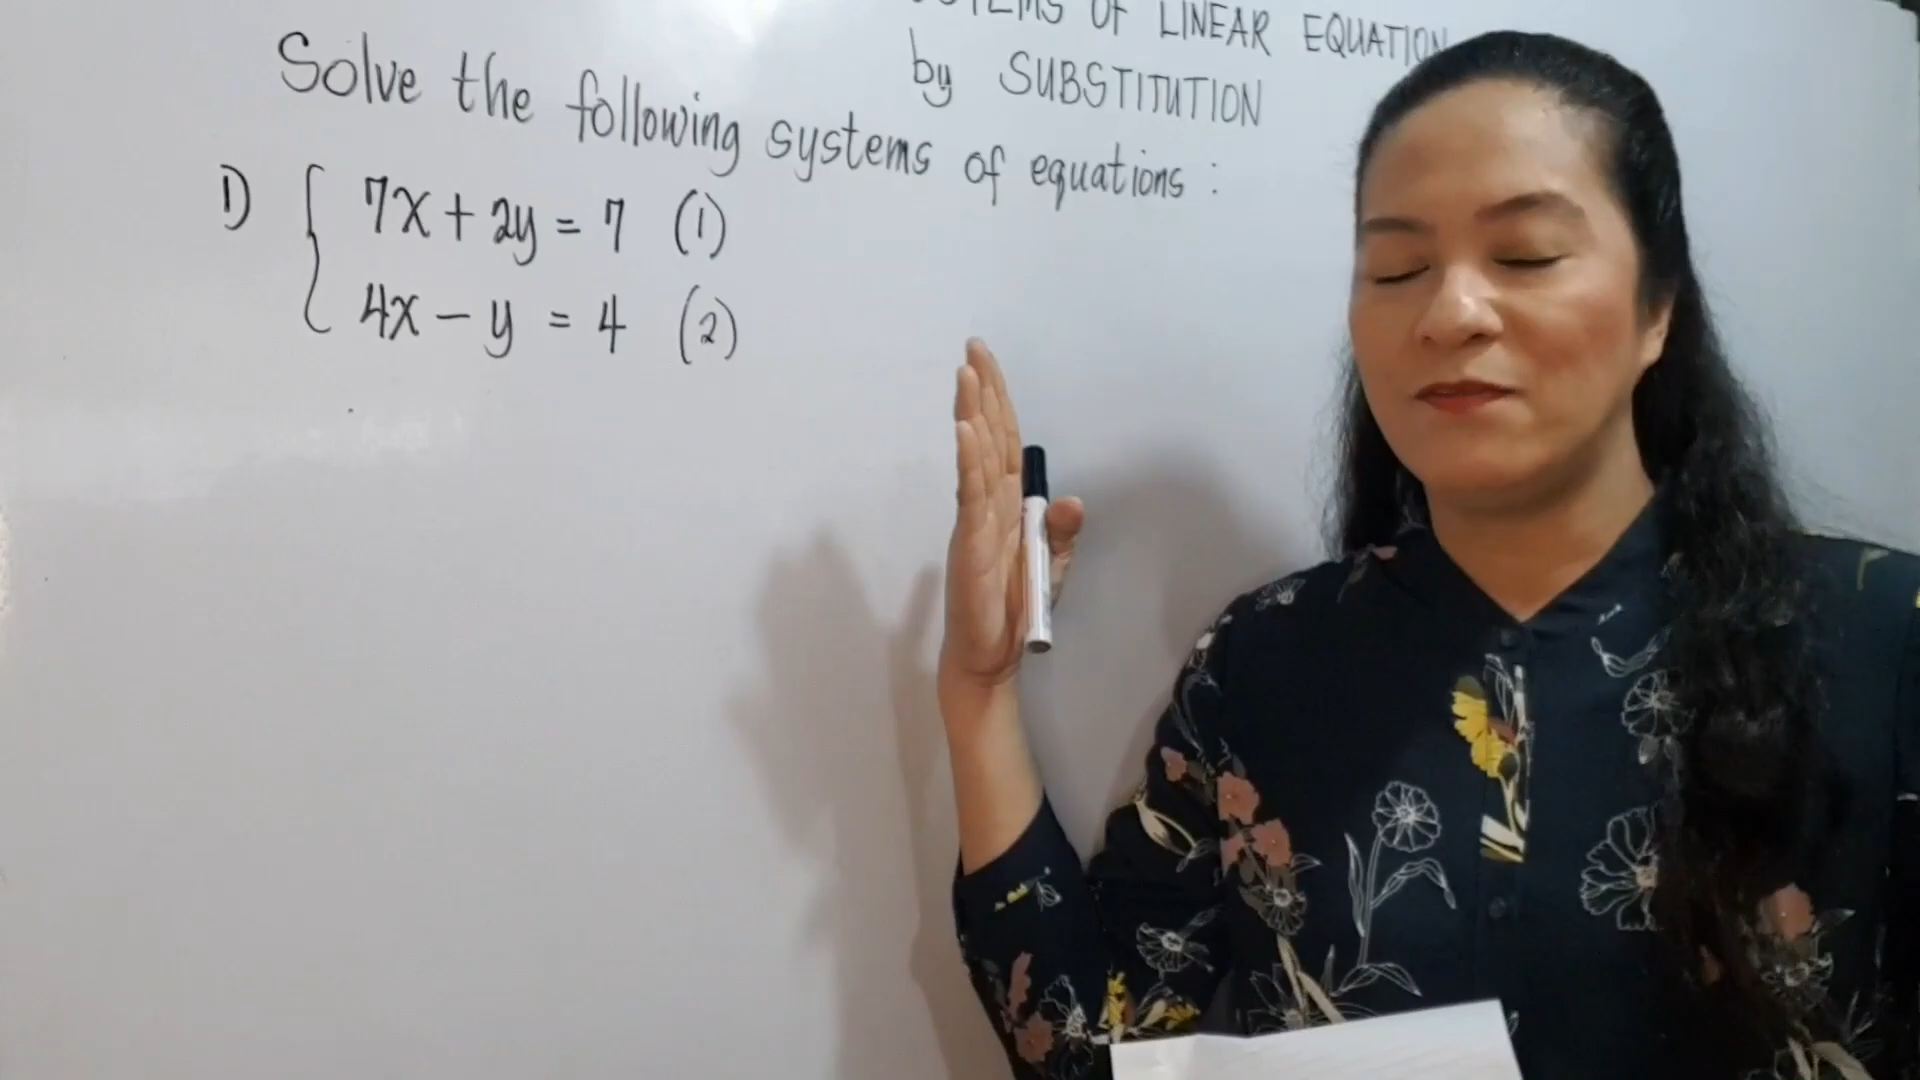 OF LINEAR EQUATION
by SUBSTITUTION
Solve the following systems of equations :
1) 7x + 2y = 7 (1)
4x - y = 4 (2)